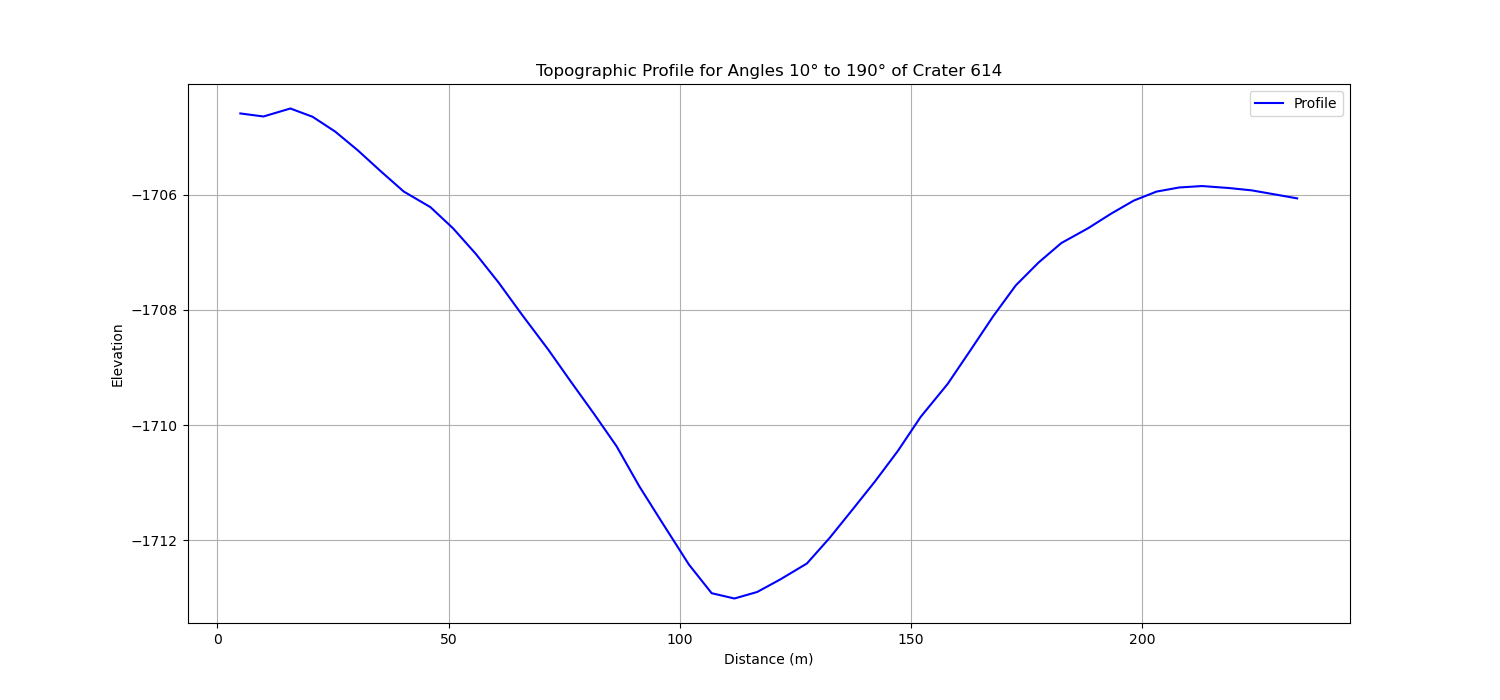 Topographic Profile for Angles 10° to 190° of Crater 614
Profile
−1706
−1708
−1710
−1712
Elevation
0 50 100 150 200
Distance (m)